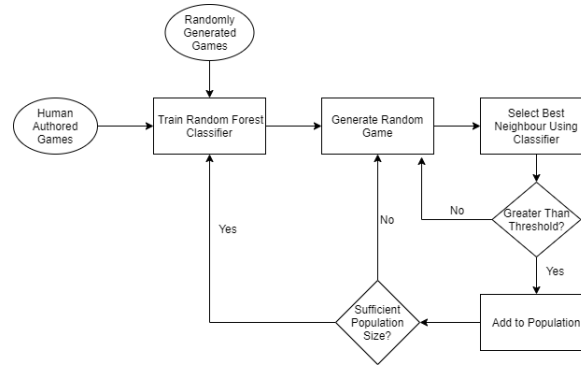 Randomly
Generated
Games
Human
Authored
Games
Train Random Forest
Classifier
Generate Random
Game
Select Best
Neighbour Using
Classifier
No
Greater Than
Threshold?
Yes
No
Yes
Sufficient
Population
Size?
Add to Population